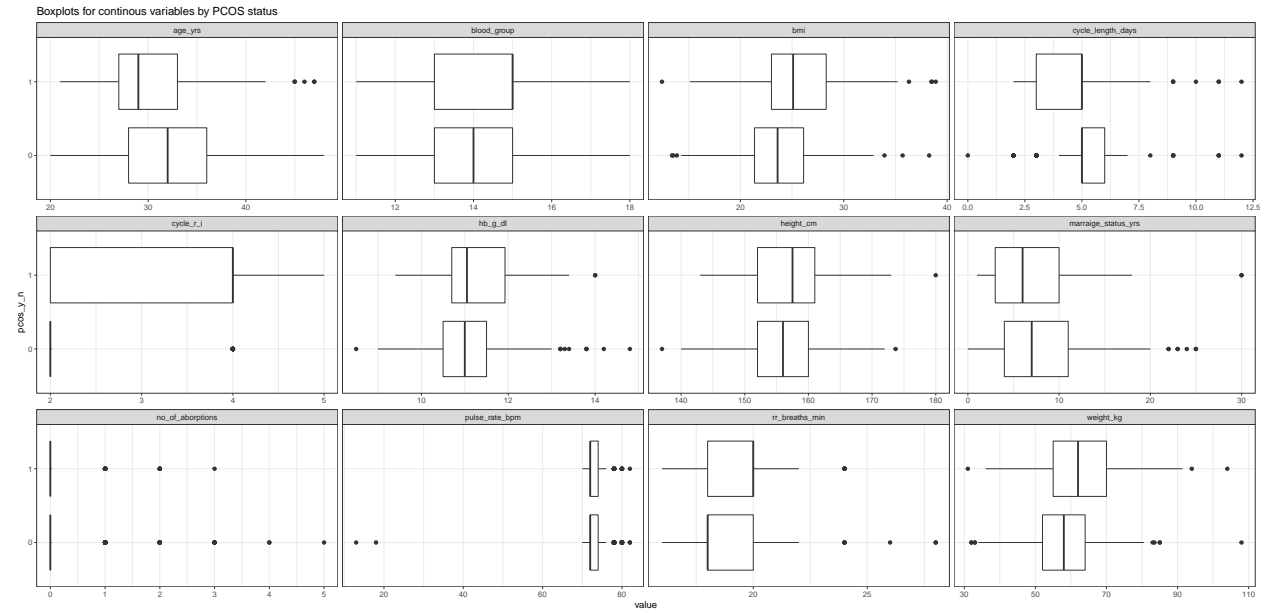 Boxplots for continous variables by PCOS status
age_yrs blood_group bmi cycle_length_days
1
0
20 30 40 12 14 16 18 20 30 40 0.0 2.5 5.0 7.5 10.0 12.5
cycle_r_i hb_g_dl height_cm marraige_status_yrs
1
0
2 3 4 5 10 12 14 140 150 160 170 180 0 10 20 30
pcos_y_n
no_of_aborptions pulse_rate_bpm rr_breaths_min weight_kg
1
0
0 1 2 3 4 5 20 40 60 80 20 25 30 50 70 90 110
value